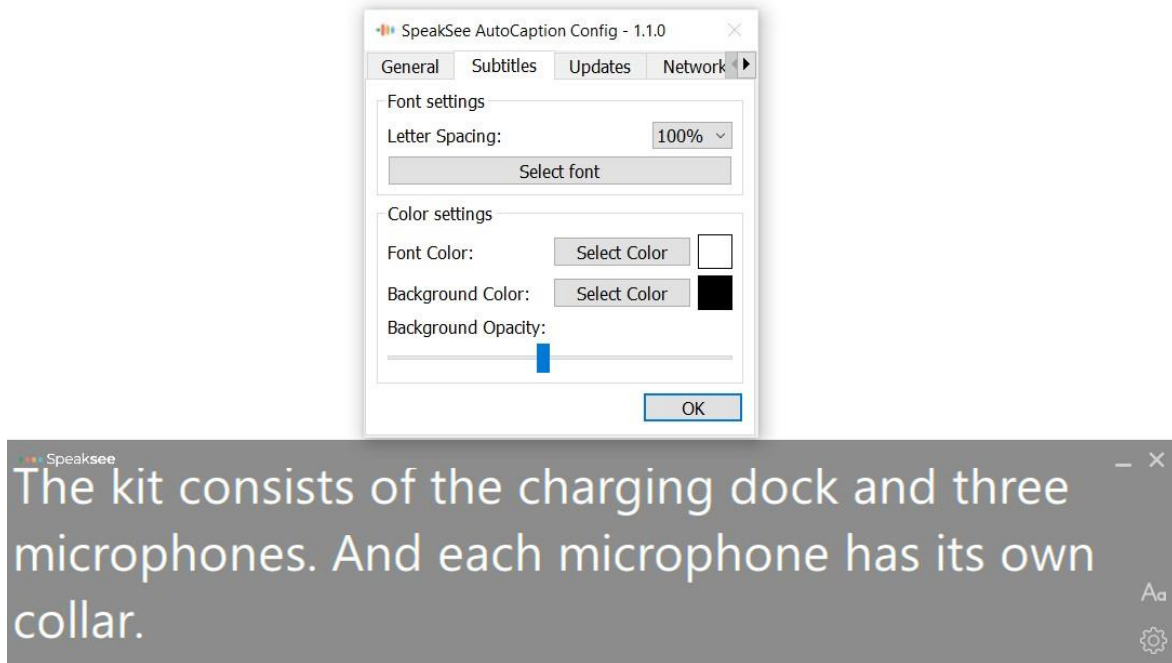 SpeakSee AutoCaption Config - 1.1.0
General Subtitles Updates Network
Font settings
Letter Spacing: 100%
Select font
Color settings
Font Color: Select Color
Background Color: Select Color
Background Opacity:
OK
Speaksee
The kit consists of the charging dock and three
microphones. And each microphone has its own
collar.
Aa